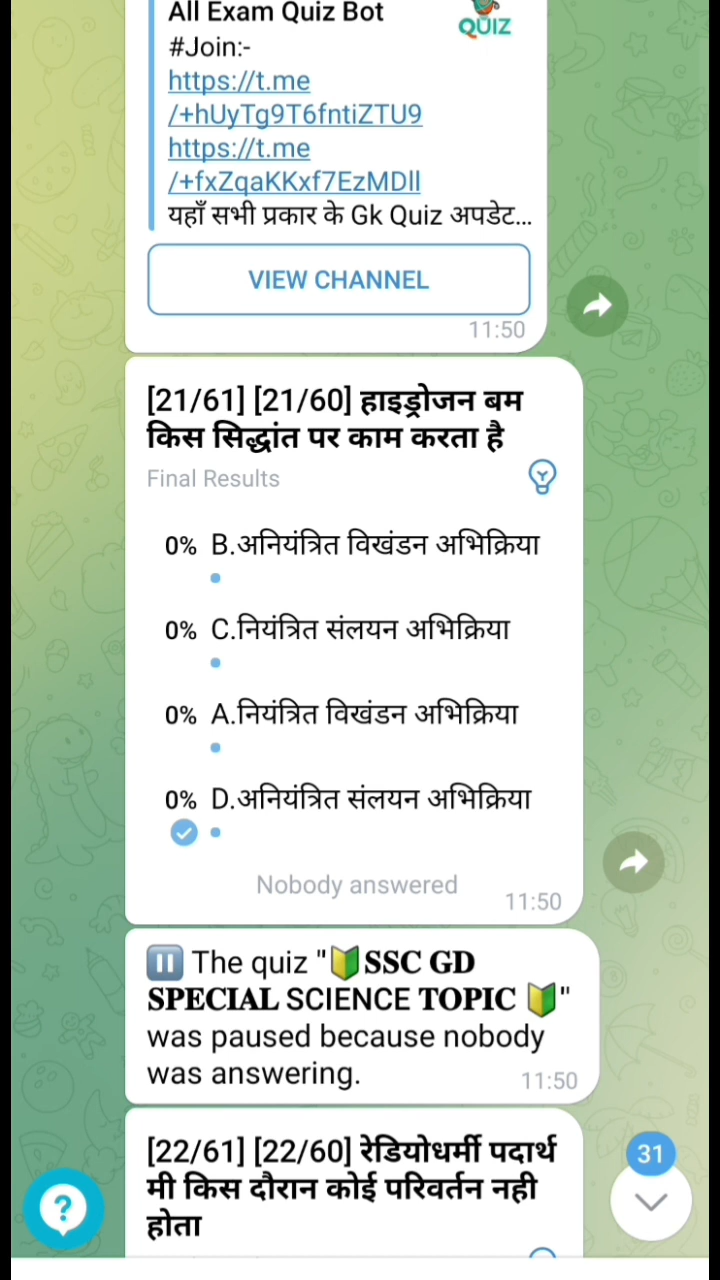 All Exam Quiz Bot
QUIZ
#Join:-
https://t.me
/+hUyTg9T6fntiZTU9
https://t.me
/+fxZqaKKxf7EzMDll
यहाँ सभी प्रकार के Gk Quiz अपडेट...
VIEW CHANNEL
11:50
[21/61] [21/60] हाइड्रोजन बम
किस सिद्धांत पर काम करता है
Final Results
0% B.अनियंत्रित विखंडन अभिक्रिया
0% C.नियंत्रित संलयन अभिक्रिया
0% A.नियंत्रित विखंडन अभिक्रिया
0% D.अनियंत्रित संलयन अभिक्रिया
Nobody answered
11:50
⏸ The quiz "🔰𝐒𝐒𝐂 𝐆𝐃
𝐒𝐏𝐄𝐂𝐈𝐀𝐋 SCIENCE 𝐓𝐎𝐏𝐈𝐂 🔰"
was paused because nobody
was answering.
11:50
[22/61] [22/60] रेडियोधर्मी पदार्थ
मी किस दौरान कोई परिवर्तन नही
होता
31
?